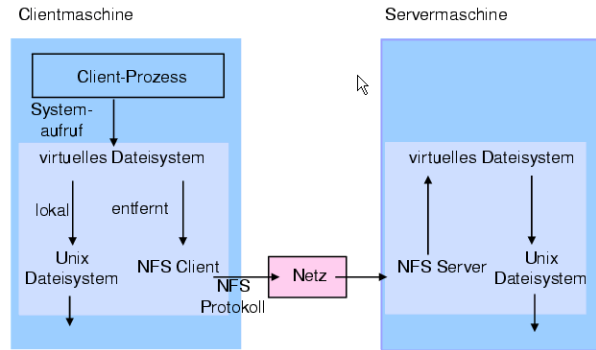 Clientmaschine
Servermaschine
Client-Prozess
System-
aufruf
virtuelles Dateisystem
lokal
entfernt
Unix
Dateisystem
NFS Client
NFS
Protokoll
Netz
virtuelles Dateisystem
NFS Server
Unix
Dateisystem